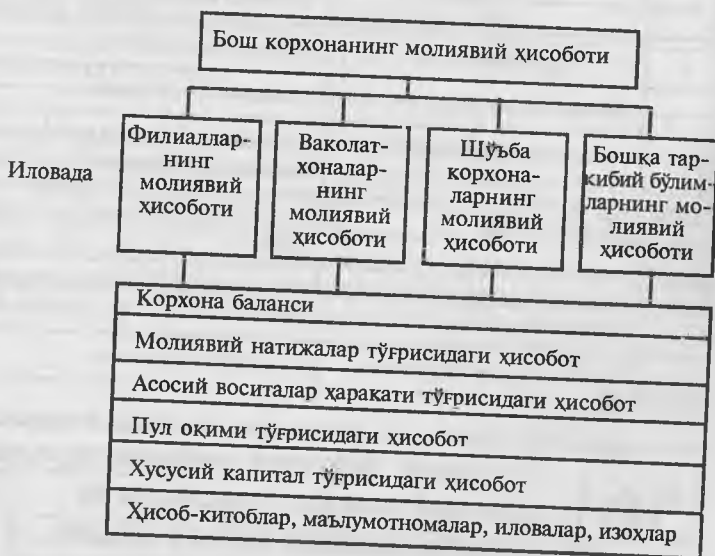 Бош корхонанинг молиявий ҳисоботи
Иловада
Филиаллар-
нинг
молиявий
ҳисоботи
Ваколат-
хоналар-
нинг
молиявий
ҳисоботи
Шўъба
корхона-
ларнинг
молиявий
ҳисоботи
Бошқа тар-
кибий бўлим-
ларнинг мо-
лиявий
ҳисоботи
Корхона баланси
Молиявий натижалар тўғрисидаги ҳисобот
Асосий воситалар ҳаракати тўғрисидаги ҳисобот
Пул оқими тўғрисидаги ҳисобот
Хусусий капитал тўғрисидаги ҳисобот
Ҳисоб-китоблар, маълумотномалар, иловалар, изоҳлар